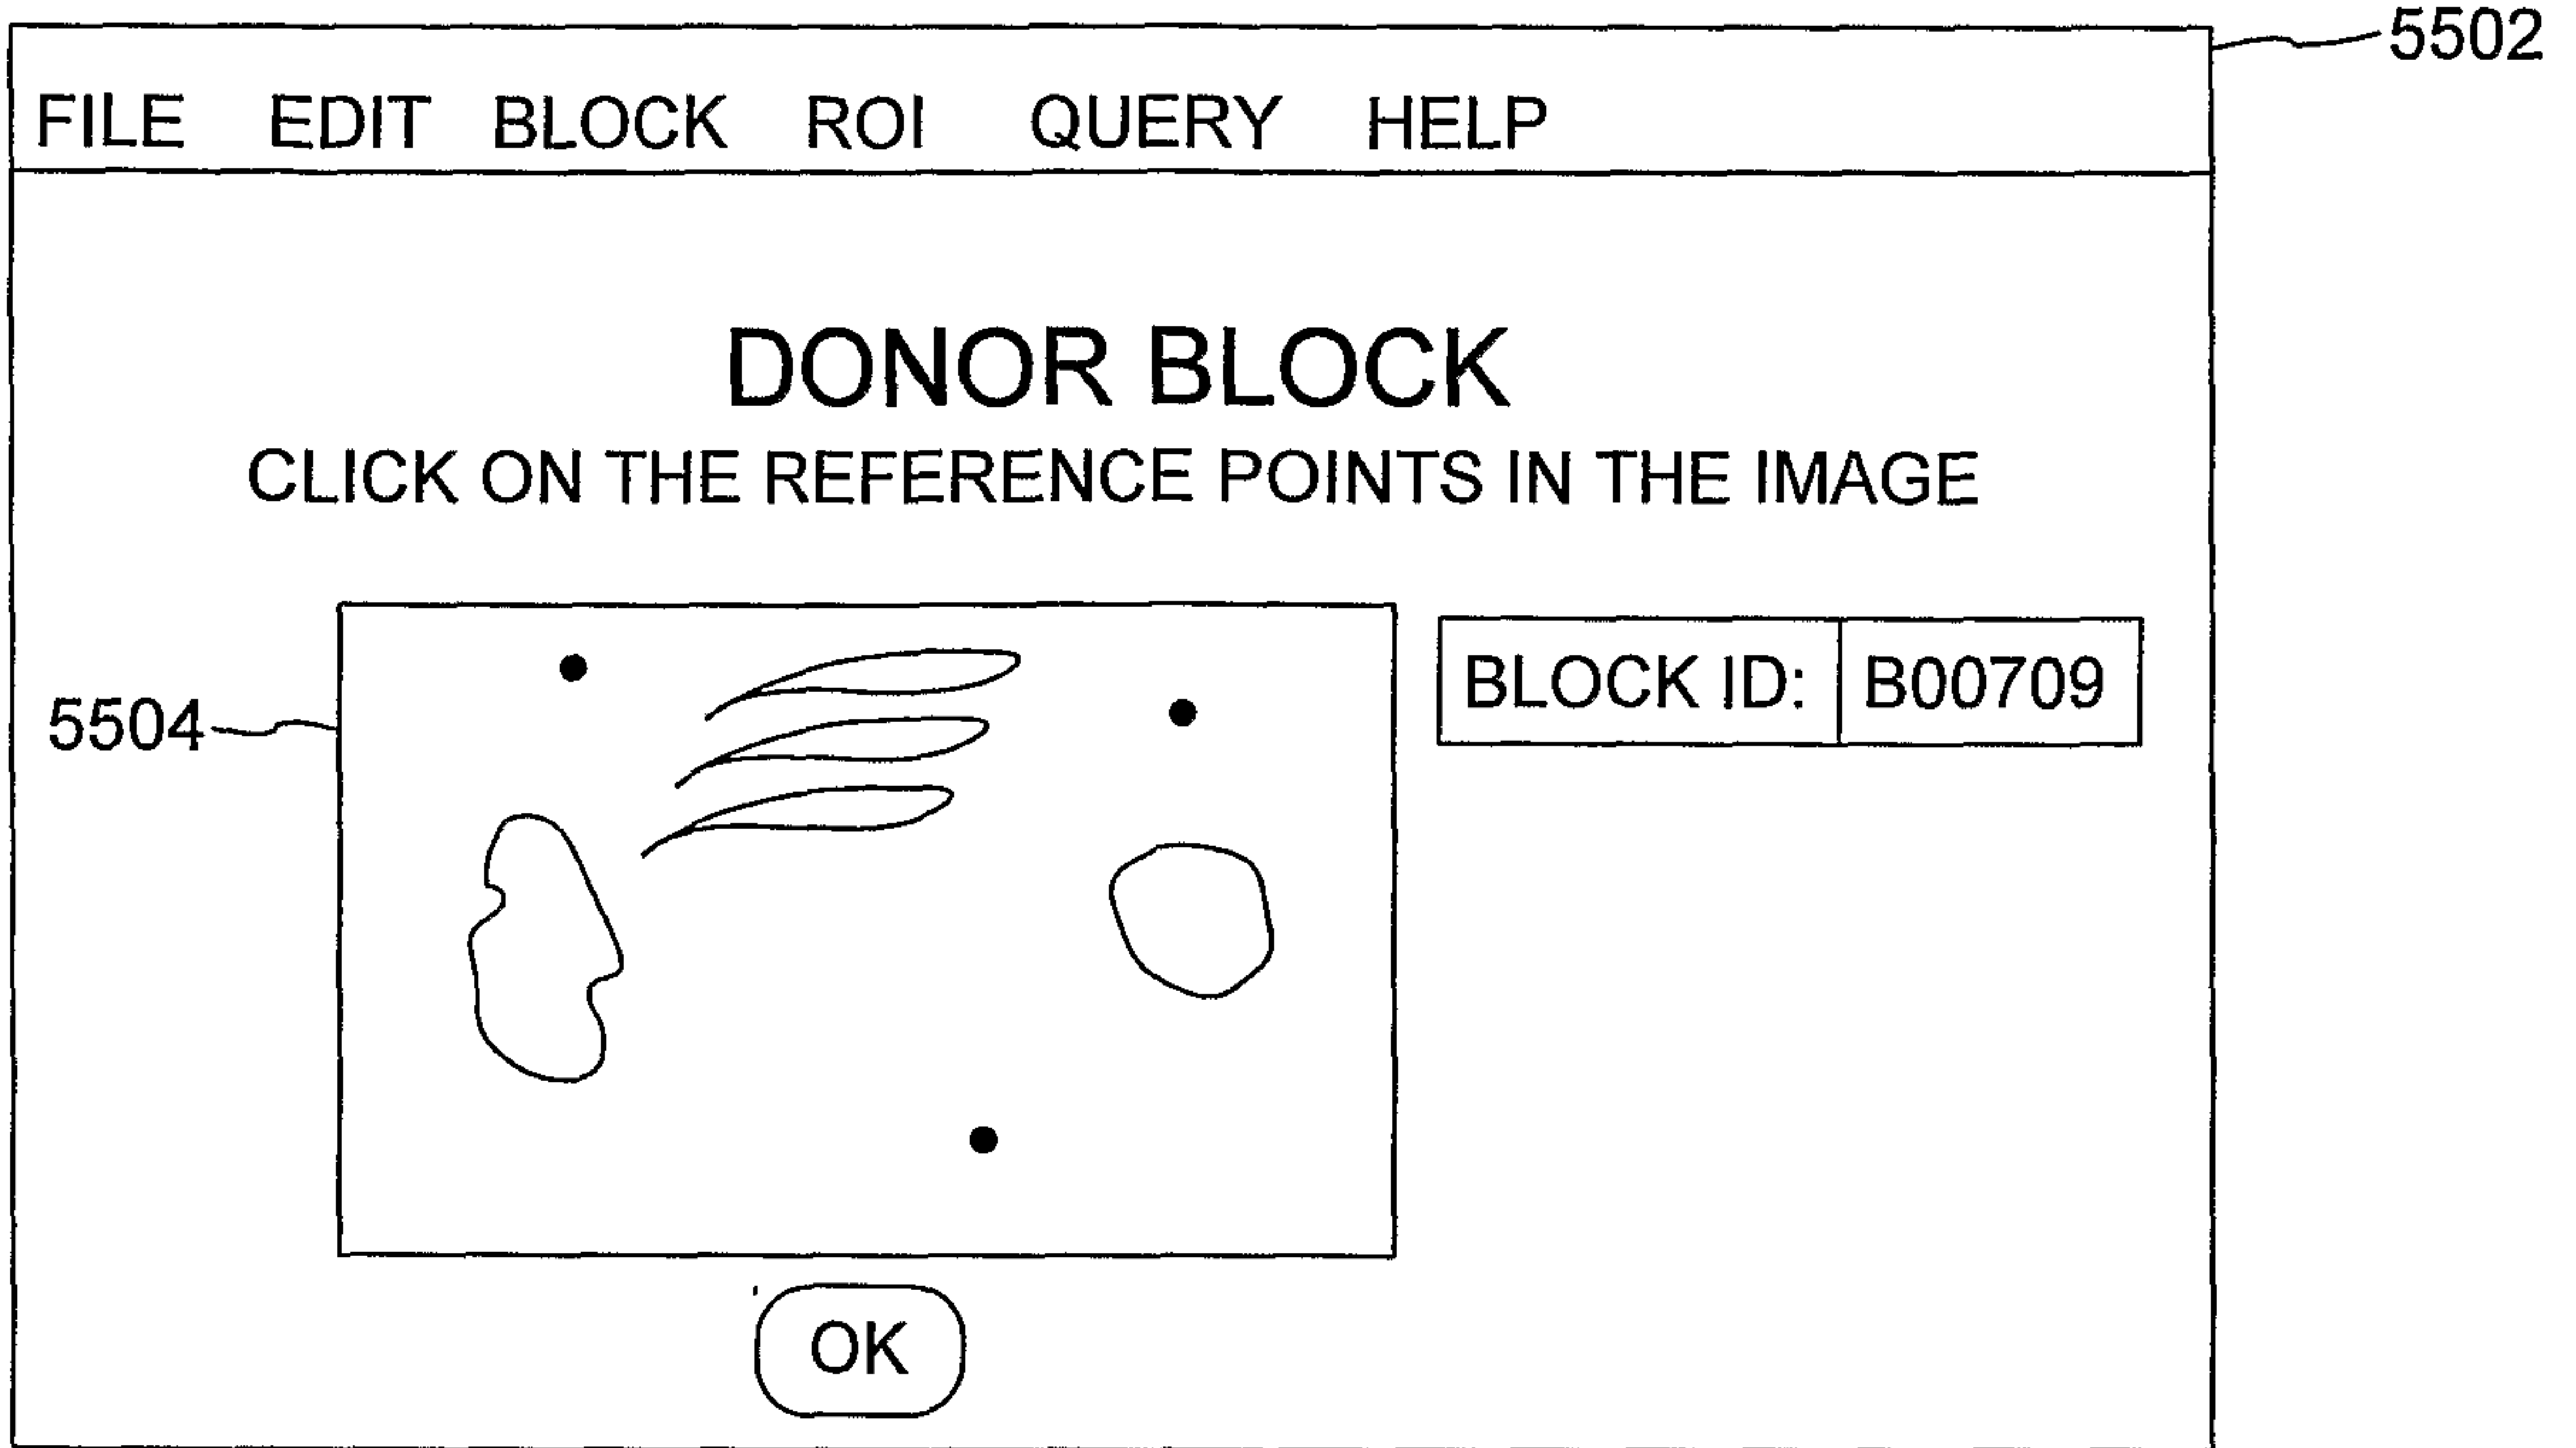 5502
FILE EDIT BLOCK ROI QUERY HELP
DONOR BLOCK
CLICK ON THE REFERENCE POINTS IN THE IMAGE
BLOCK ID: B00709
5504
OK